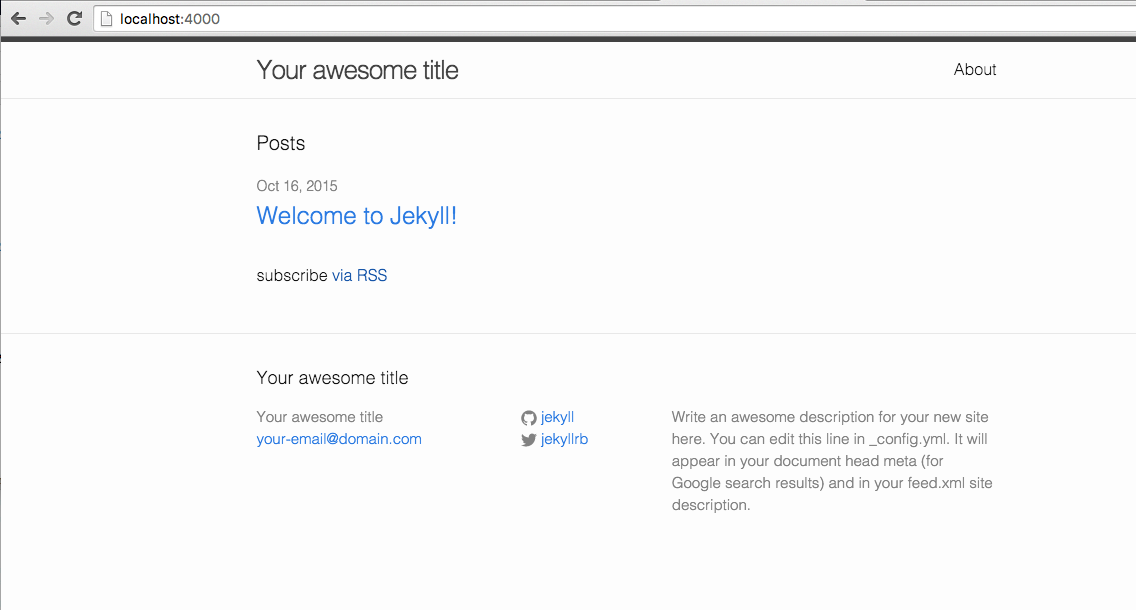 localhost:4000
Your awesome title
About
Posts
Oct 16, 2015
Welcome to Jekyll!
subscribe via RSS
Your awesome title
Your awesome title
your-email@domain.com
jekyll
jekyllrb
Write an awesome description for your new site
here. You can edit this line in _config.yml. It will
appear in your document head meta (for
Google search results) and in your feed.xml site
description.